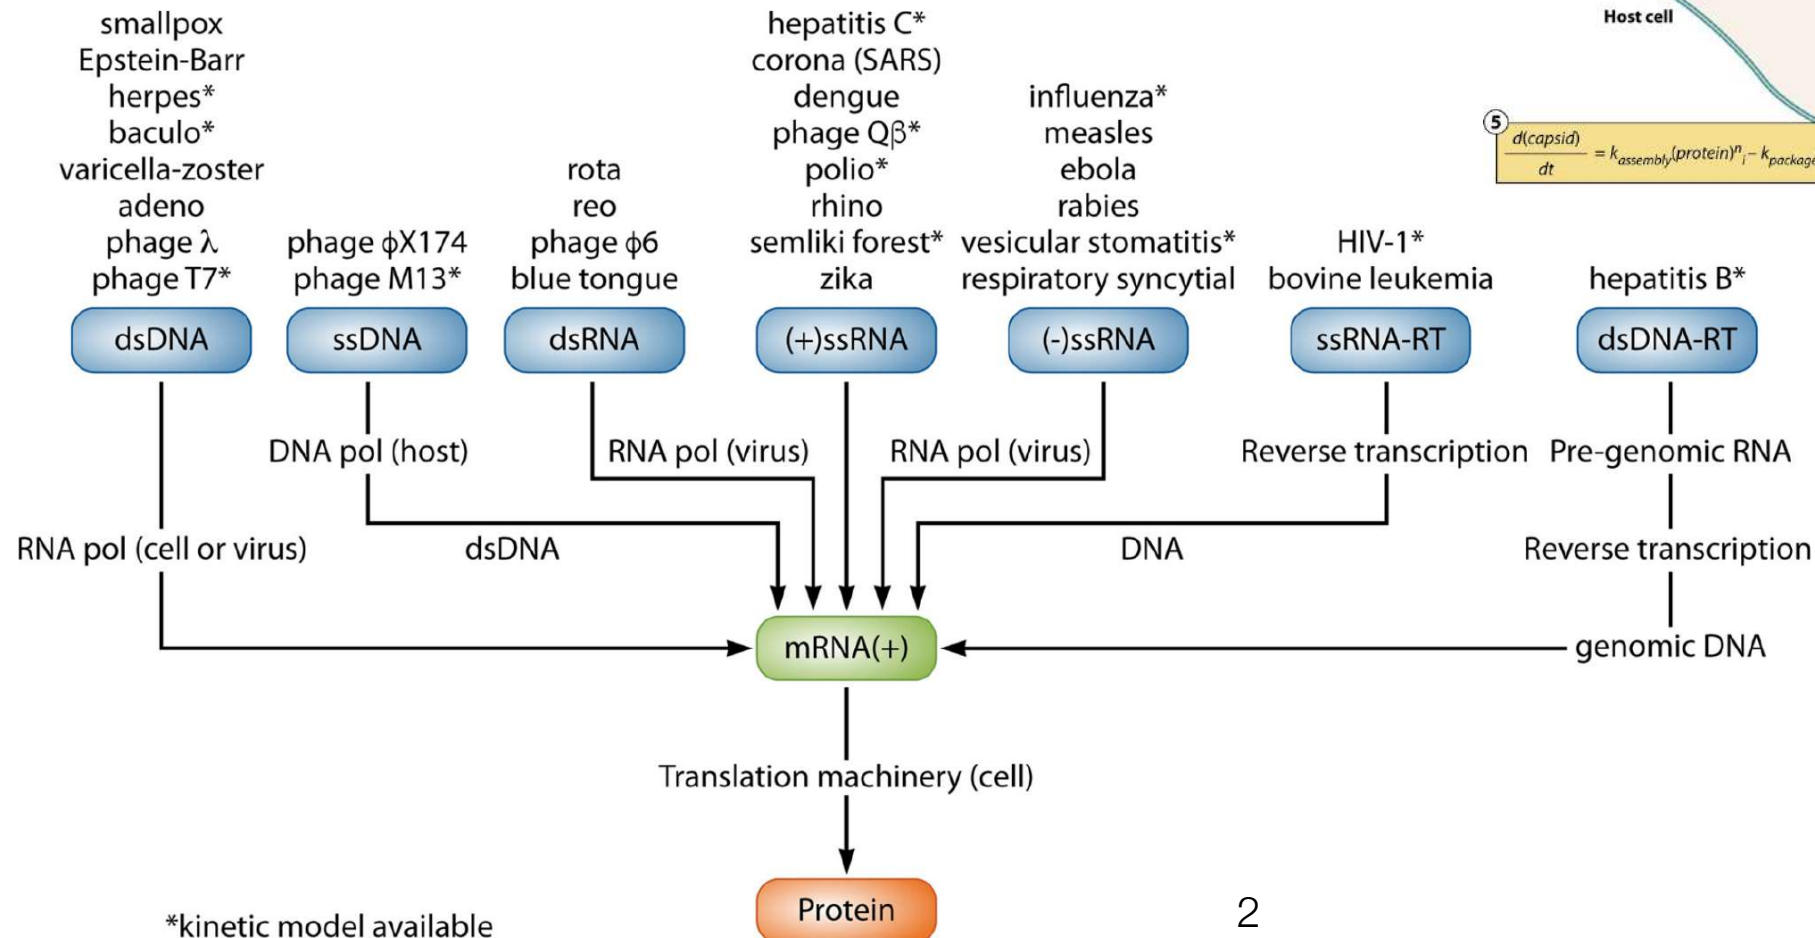 smallpox
Epstein-Barr
herpes*
baculo*
varicella-zoster
adeno
phage λ
phage T7*
dsDNA
phage ϕX174
phage M13*
ssDNA
rota
reo
phage ϕ6
blue tongue
dsRNA
hepatitis C*
corona (SARS)
dengue
phage Qβ*
polio*
rhino
semliki forest*
zika
(+)ssRNA
influenza*
measles
ebola
rabies
vesicular stomatitis*
respiratory syncytial
(-)ssRNA
HIV-1*
bovine leukemia
ssRNA-RT
hepatitis B*
dsDNA-RT
Host cell
5
d(capsid)
dt
= k assembly (protein)^n_i – k package
DNA pol (host)
RNA pol (virus)
RNA pol (virus)
Reverse transcription
Pre-genomic RNA
RNA pol (cell or virus)
dsDNA
DNA
Reverse transcription
mRNA(+)
genomic DNA
Translation machinery (cell)
Protein
*kinetic model available
2